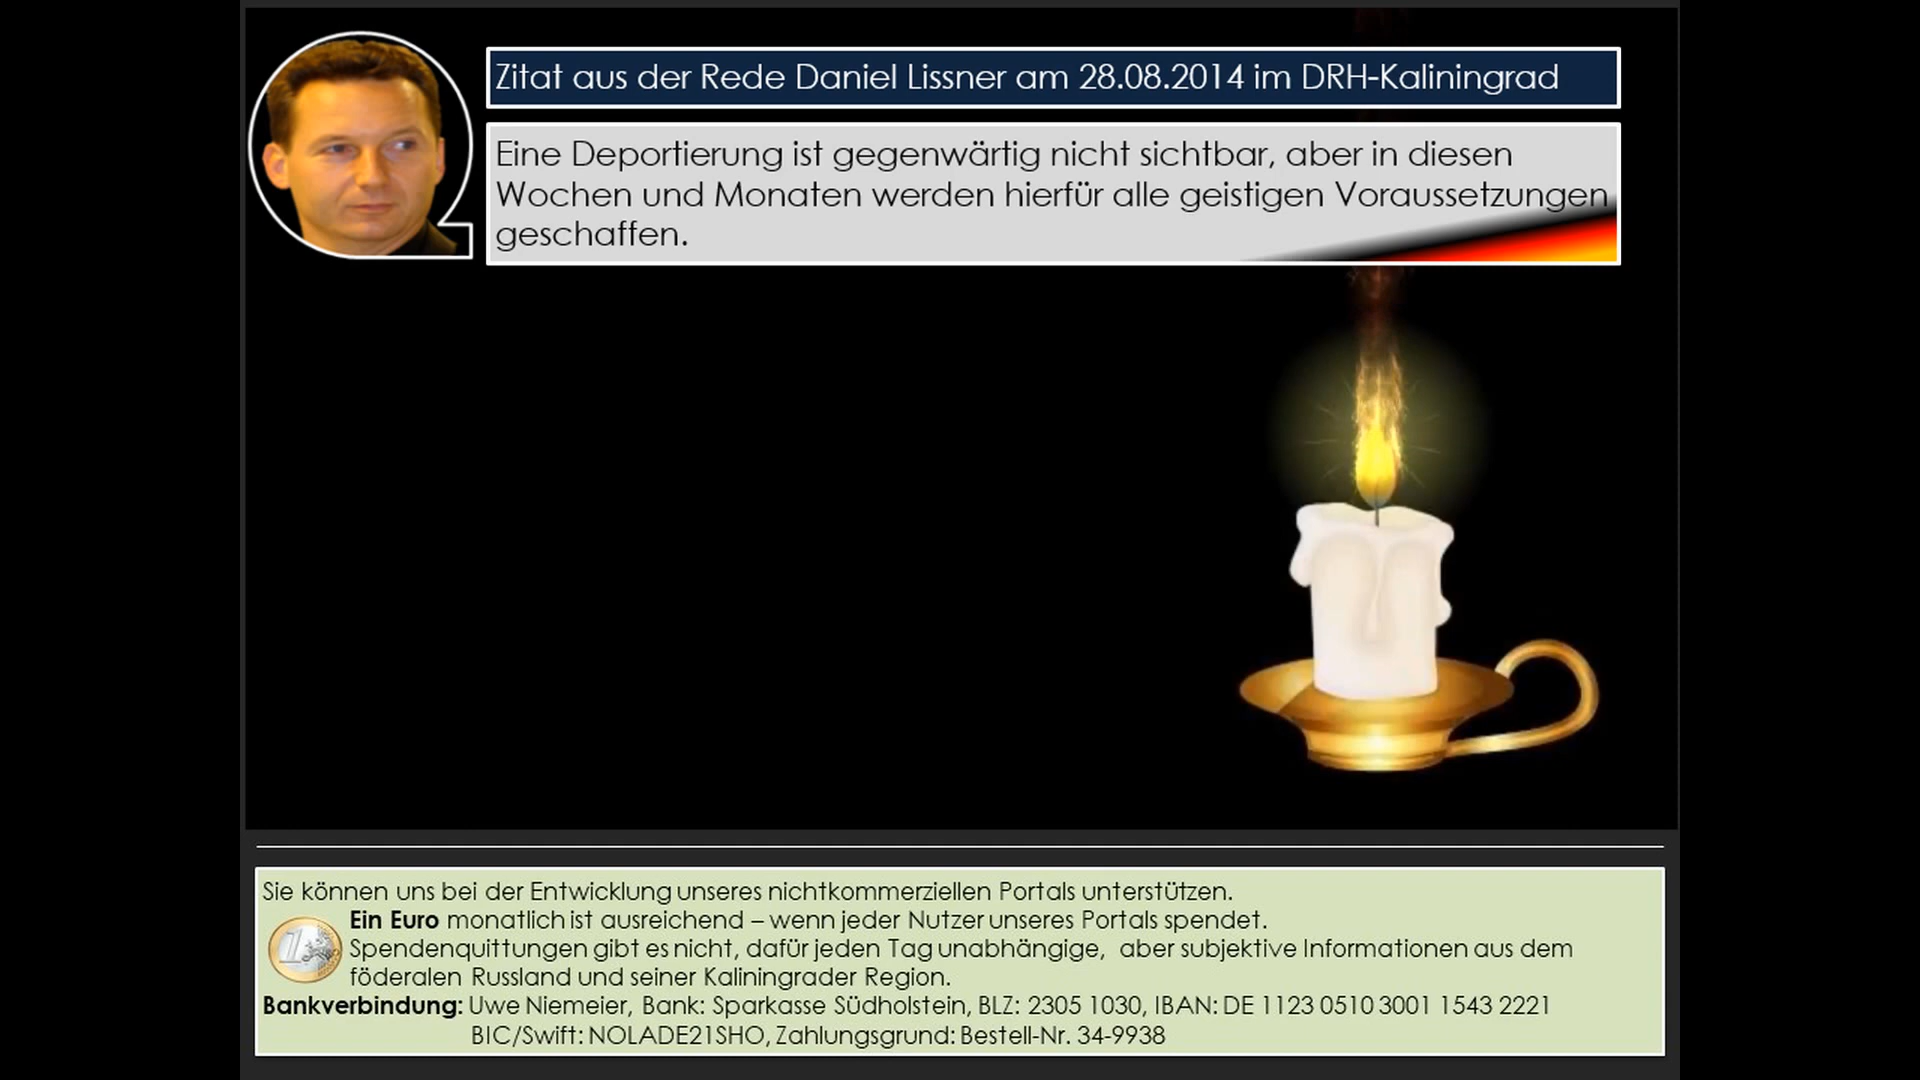 Zitat aus der Rede Daniel Lissner am 28.08.2014 im DRH-Kaliningrad
Eine Deportierung ist gegenwärtig nicht sichtbar, aber in diesen
Wochen und Monaten werden hierfür alle geistigen Voraussetzungen
geschaffen.
Sie können uns bei der Entwicklung unseres nichtkommerziellen Portals unterstützen.
Ein Euro monatlich ist ausreichend – wenn jeder Nutzer unseres Portals spendet.
Spendenquittungen gibt es nicht, dafür jeden Tag unabhängige, aber subjektive Informationen aus dem
föderalen Russland und seiner Kaliningrader Region.
Bankverbindung: Uwe Niemeier, Bank: Sparkasse Südholstein, BLZ: 2305 1030, IBAN: DE 1123 0510 3001 1543 2221
BIC/Swift: NOLADE21SHO, Zahlungsgrund: Bestell-Nr. 34-9938